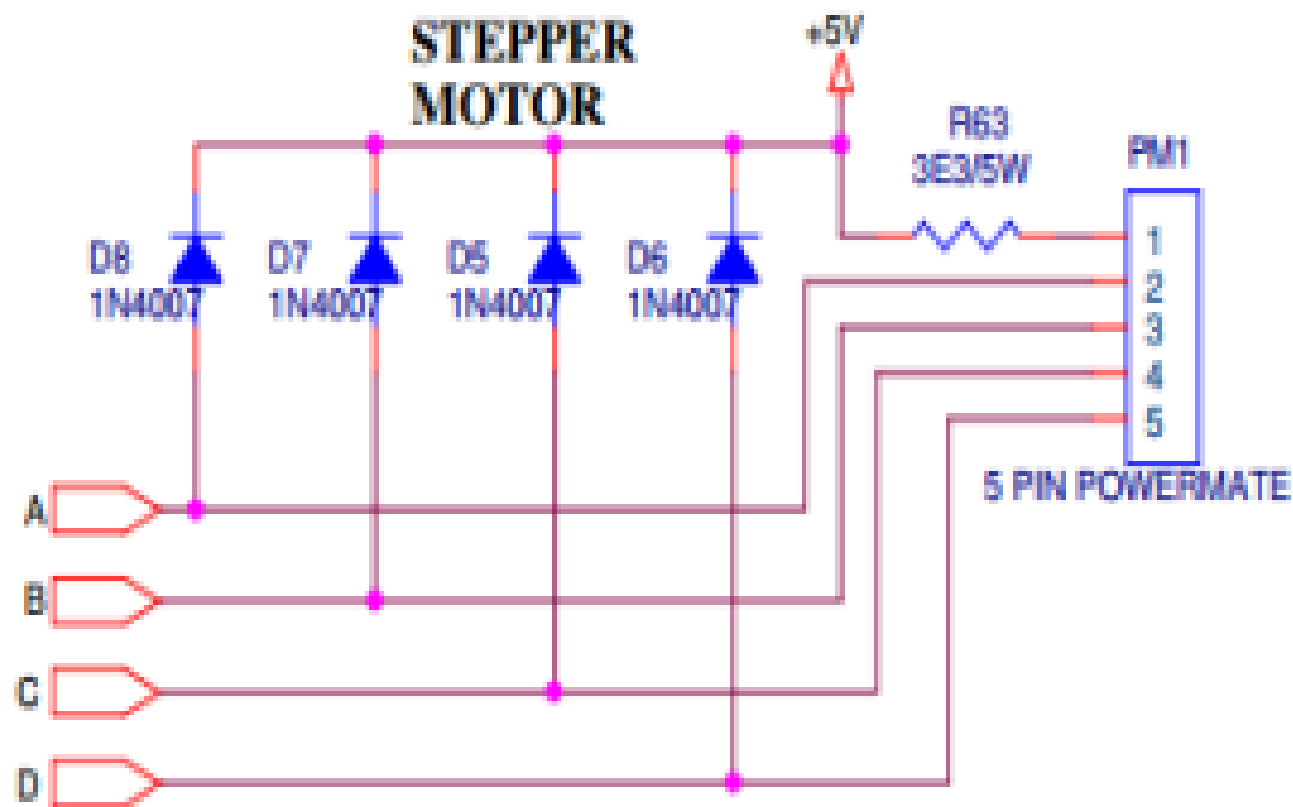 STEPPER
MOTOR
+5V
R63
3E3/5W
PM1
D8
1N4007
D7
1N4007
D5
1N4007
D6
1N4007
1
2
3
4
5
5 PIN POWERMATE
A
B
C
D